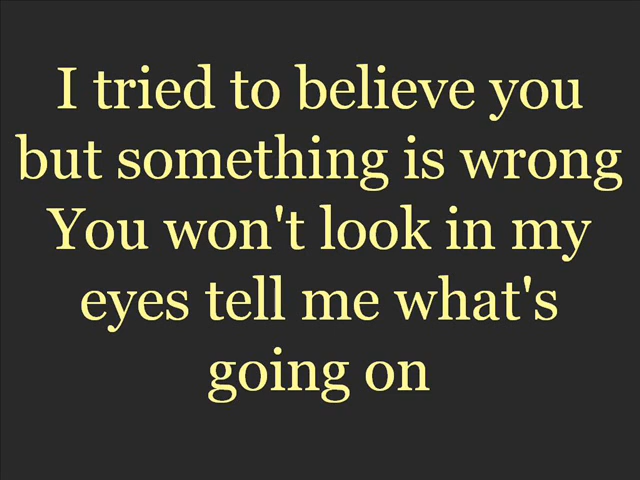 I tried to believe you
but something is wrong
You won't look in my
eyes tell me what's
going on